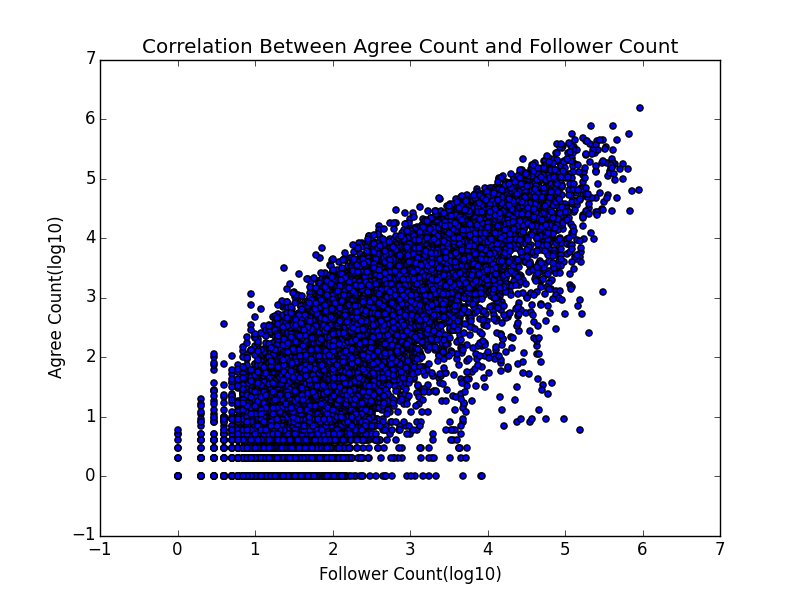 Correlation Between Agree Count and Follower Count
7
6
5
4
3
2
1
0
−1
Agree Count(log10)
−1 0 1 2 3 4 5 6 7
Follower Count(log10)